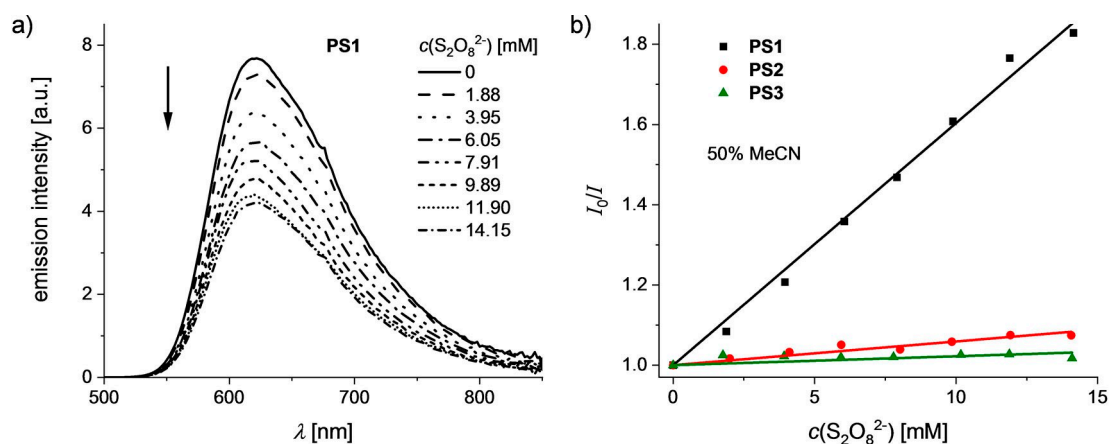 a)
PS1
c(S₂O₈²⁻) [mM]
0
1.88
3.95
6.05
7.91
9.89
11.90
14.15
8
6
4
2
0
emission intensity [a.u.]
500
600
700
800
λ [nm]
b)
PS1
PS2
PS3
50% MeCN
1.8
1.6
1.4
1.2
1.0
I₀/I
0
5
10
15
c(S₂O₈²⁻) [mM]